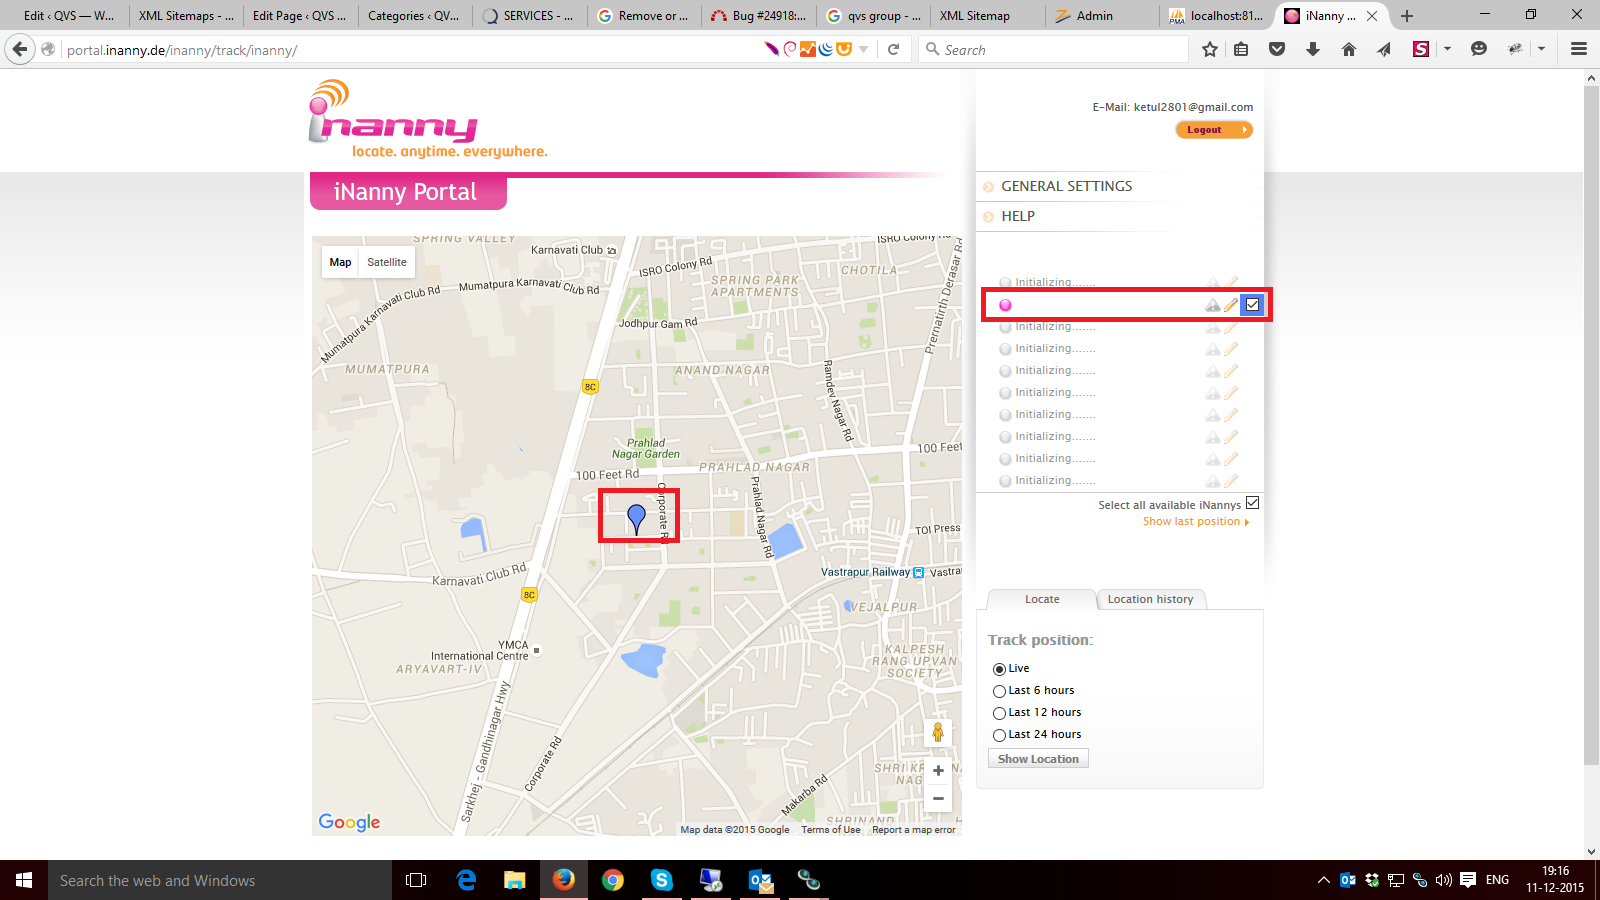 Edit ‹ QVS — W...
XML Sitemaps - ...
Edit Page ‹ QVS ...
Categories ‹ QV...
SERVICES - ...
Remove or ...
Bug #24918:...
qvs group - ...
XML Sitemap
Admin
localhost:81...
iNanny ...
portal.inanny.de/inanny/track/inanny/
Search
inanny
locate. anytime. everywhere.
E-Mail: ketul2801@gmail.com
Logout
iNanny Portal
GENERAL SETTINGS
HELP
Map
Satellite
SPRING VALLEY
Karnavati Club
ISRO Colony Rd
ISRO Colony Rd
Mumatpura Karnavati Club Rd
Mumatpura Karnavati Club Rd
SPRING PARK
APARTMENTS
CHOTILA
Prernatirth Derasar Rd
Jodhpur Gam Rd
MUMATPURA
ANAND NAGAR
Ramdev Nagar Rd
8C
Prahlad
Nagar Garden
100 Feet Rd
PRAHLAD NAGAR
100 Feet
Corporate Rd
Prahlad Nagar Rd
TOI Press
Karnavati Club Rd
Vastrapur Railway
Vastra
8C
VEJALPUR
YMCA
International Centre
ARYAVART-IV
KALPESH
RANG UPVAN
SOCIETY
Sarkhej - Gandhinagar Hwy
Corporate Rd
SHRI KR
NAG
Makarba Rd
SHRINAND
Google
Map data ©2015 Google
Terms of Use
Report a map error
Initializing.......
Initializing.......
Initializing.......
Initializing.......
Initializing.......
Initializing.......
Initializing.......
Initializing.......
Initializing.......
Select all available iNannys
Show last position
Locate
Location history
Track position:
Live
Last 6 hours
Last 12 hours
Last 24 hours
Show Location
Search the web and Windows
ENG
19:16
11-12-2015